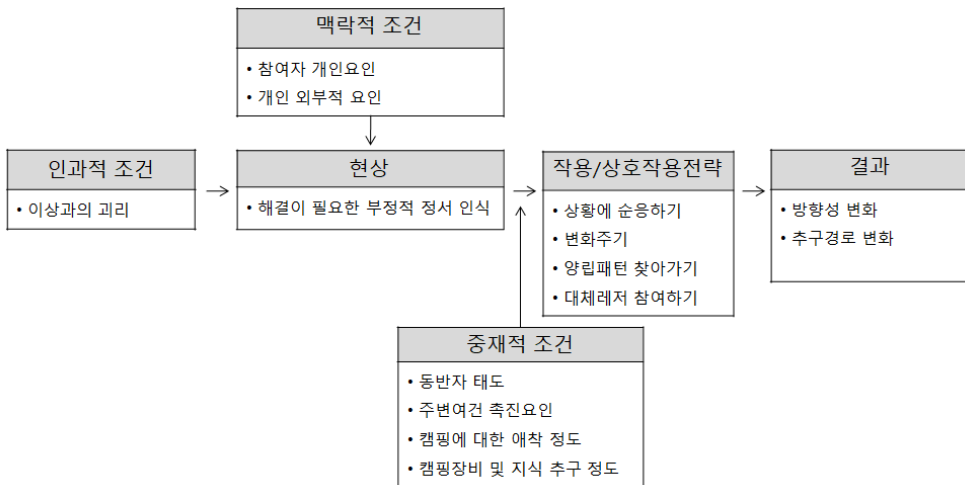 맥락적 조건
• 참여자 개인요인
• 개인 외부적 요인
인과적 조건
• 이상과의 괴리
현상
• 해결이 필요한 부정적 정서 인식
작용/상호작용전략
• 상황에 순응하기
• 변화주기
• 양립패턴 찾아가기
• 대체레저 참여하기
결과
• 방향성 변화
• 추구경로 변화
중재적 조건
• 동반자 태도
• 주변여건 촉진요인
• 캠핑에 대한 애착 정도
• 캠핑장비 및 지식 추구 정도